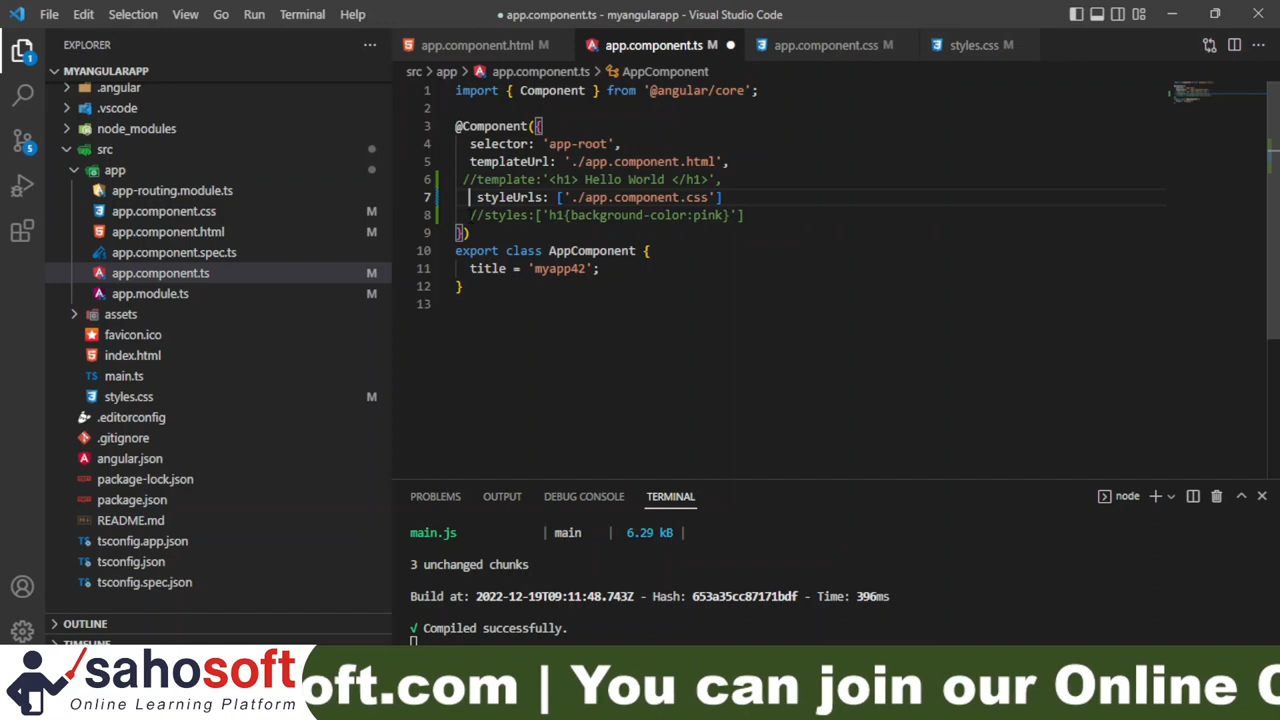 File Edit Selection View Go Run Terminal Help
● app.component.ts - myangularapp - Visual Studio Code
EXPLORER
MYANGULARAPP
.angular
.vscode
node_modules
src
app
app-routing.module.ts
app.component.css M
app.component.html M
app.component.spec.ts
app.component.ts M
app.module.ts M
assets
favicon.ico
index.html
main.ts
styles.css M
.editorconfig
.gitignore
angular.json
package-lock.json
package.json
README.md
tsconfig.app.json
tsconfig.json
tsconfig.spec.json
OUTLINE
TIMELINE
1
5
app.component.html M
app.component.ts M
app.component.css M
styles.css M
src > app > app.component.ts > AppComponent
1 import { Component } from '@angular/core';
2
3 @Component({
4 selector: 'app-root',
5 templateUrl: './app.component.html',
6 //template:'<h1> Hello World </h1>',
7 styleUrls: ['./app.component.css']
8 //styles:['h1{background-color:pink}']
9 })
10 export class AppComponent {
11 title = 'myapp42';
12 }
13
PROBLEMS OUTPUT DEBUG CONSOLE TERMINAL
node
main.js | main | 6.29 kB |
3 unchanged chunks
Build at: 2022-12-19T09:11:48.743Z - Hash: 653a35cc87171bdf - Time: 396ms
√ Compiled successfully.
sahosoft
Online Learning Platform
oft.com | You can join our Online C